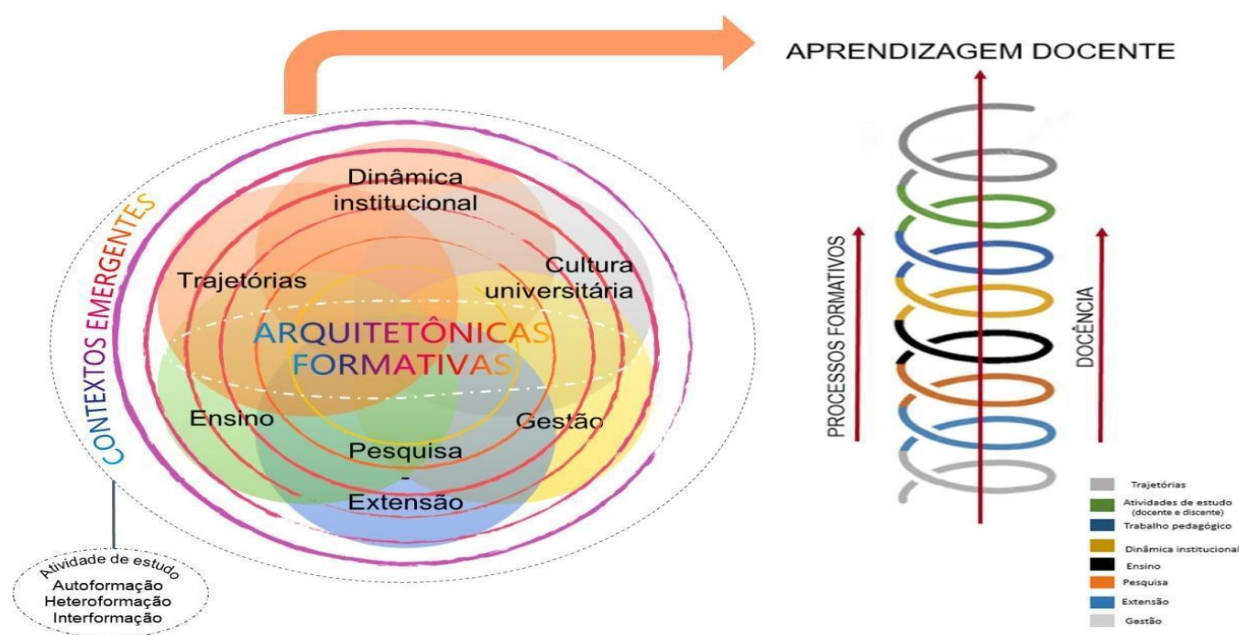 APRENDIZAGEM DOCENTE
CONTEXTOS EMERGENTES
Dinâmica
institucional
Trajetórias
Cultura
universitária
ARQUITETÔNICAS
FORMATIVAS
Ensino
Gestão
Pesquisa
-
Extensão
Atividade de estudo
Autoformação
Heteroformação
Interformação
PROCESSOS FORMATIVOS
DOCÊNCIA
Trajetórias
Atividades de estudo
(docente e discente)
Trabalho pedagógico
Dinâmica institucional
Ensino
Pesquisa
Extensão
Gestão